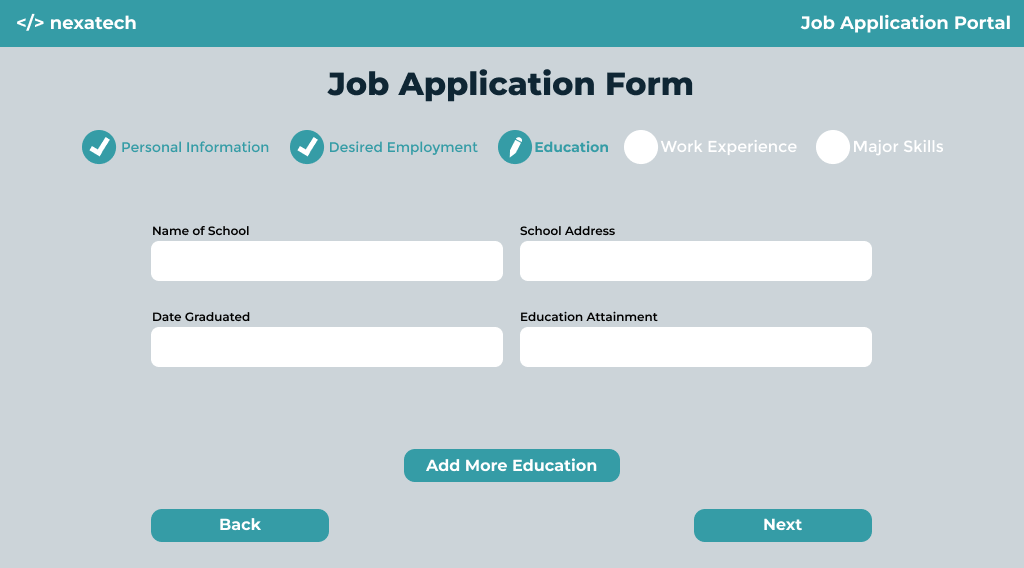 </> nexatech
Job Application Portal
Job Application Form
Personal Information
Desired Employment
Education
Work Experience
Major Skills
Name of School
School Address
Date Graduated
Education Attainment
Add More Education
Back
Next